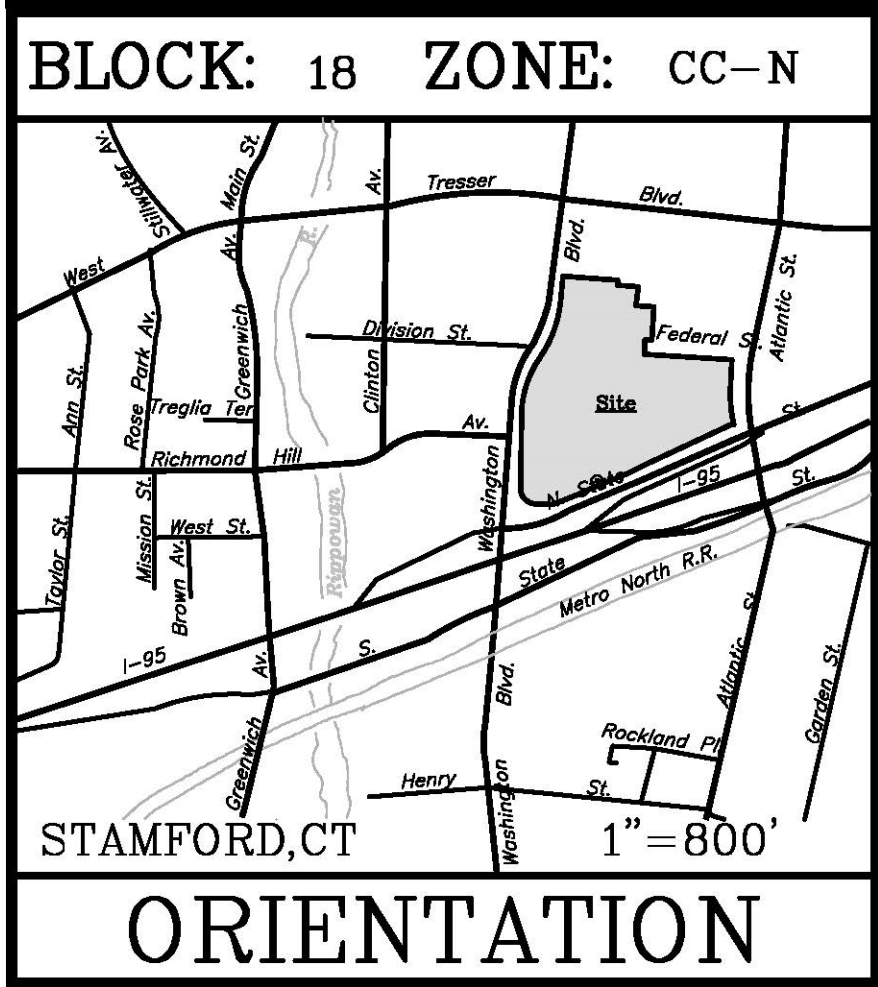 BLOCK: 18 ZONE: CC-N
Stillwater Av.
Main St.
Av.
Tresser
Blvd.
West
Av.
R.
Blvd.
Atlantic St.
Ann St.
Rose Park Av.
Greenwich
Division St.
Federal S.
Clinton
Treglia Ter
Site
Av.
St.
Richmond Hill
N. State
I-95
St.
Washington
Taylor St.
Mission St.
West St.
Brown Av.
Rippowan
State
Metro North R.R.
I-95
Av.
S.
Blvd.
Atlantic St
Garden St.
Greenwich
Rockland Pl.
Henry
St.
Washington
STAMFORD,CT
1"=800'
ORIENTATION